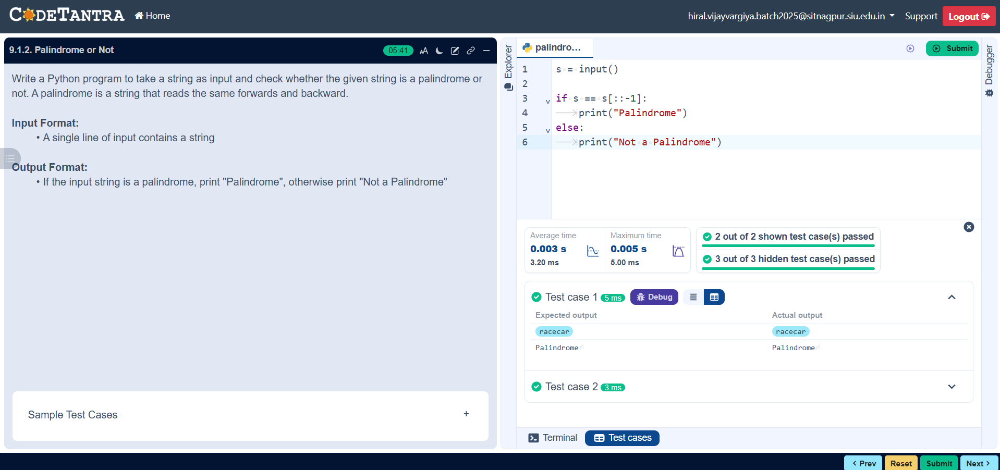 CODETANTRA Home hiral.vijayvargiya.batch2025@sitnagpur.siu.edu.in Support Logout
9.1.2. Palindrome or Not 05:41 AA
Write a Python program to take a string as input and check whether the given string is a palindrome or
not. A palindrome is a string that reads the same forwards and backward.
Input Format:
• A single line of input contains a string
Output Format:
• If the input string is a palindrome, print "Palindrome", otherwise print "Not a Palindrome"
Sample Test Cases +
Explorer
palindro...
Submit
Debugger
1 s = input()
2
3 if s == s[::-1]:
4 print("Palindrome")
5 else:
6 print("Not a Palindrome")
Average time
0.003 s
3.20 ms
Maximum time
0.005 s
5.00 ms
2 out of 2 shown test case(s) passed
3 out of 3 hidden test case(s) passed
Test case 1 5 ms Debug
Expected output Actual output
racecar racecar
Palindrome Palindrome
Test case 2 3 ms
Terminal Test cases
< Prev Reset Submit Next >